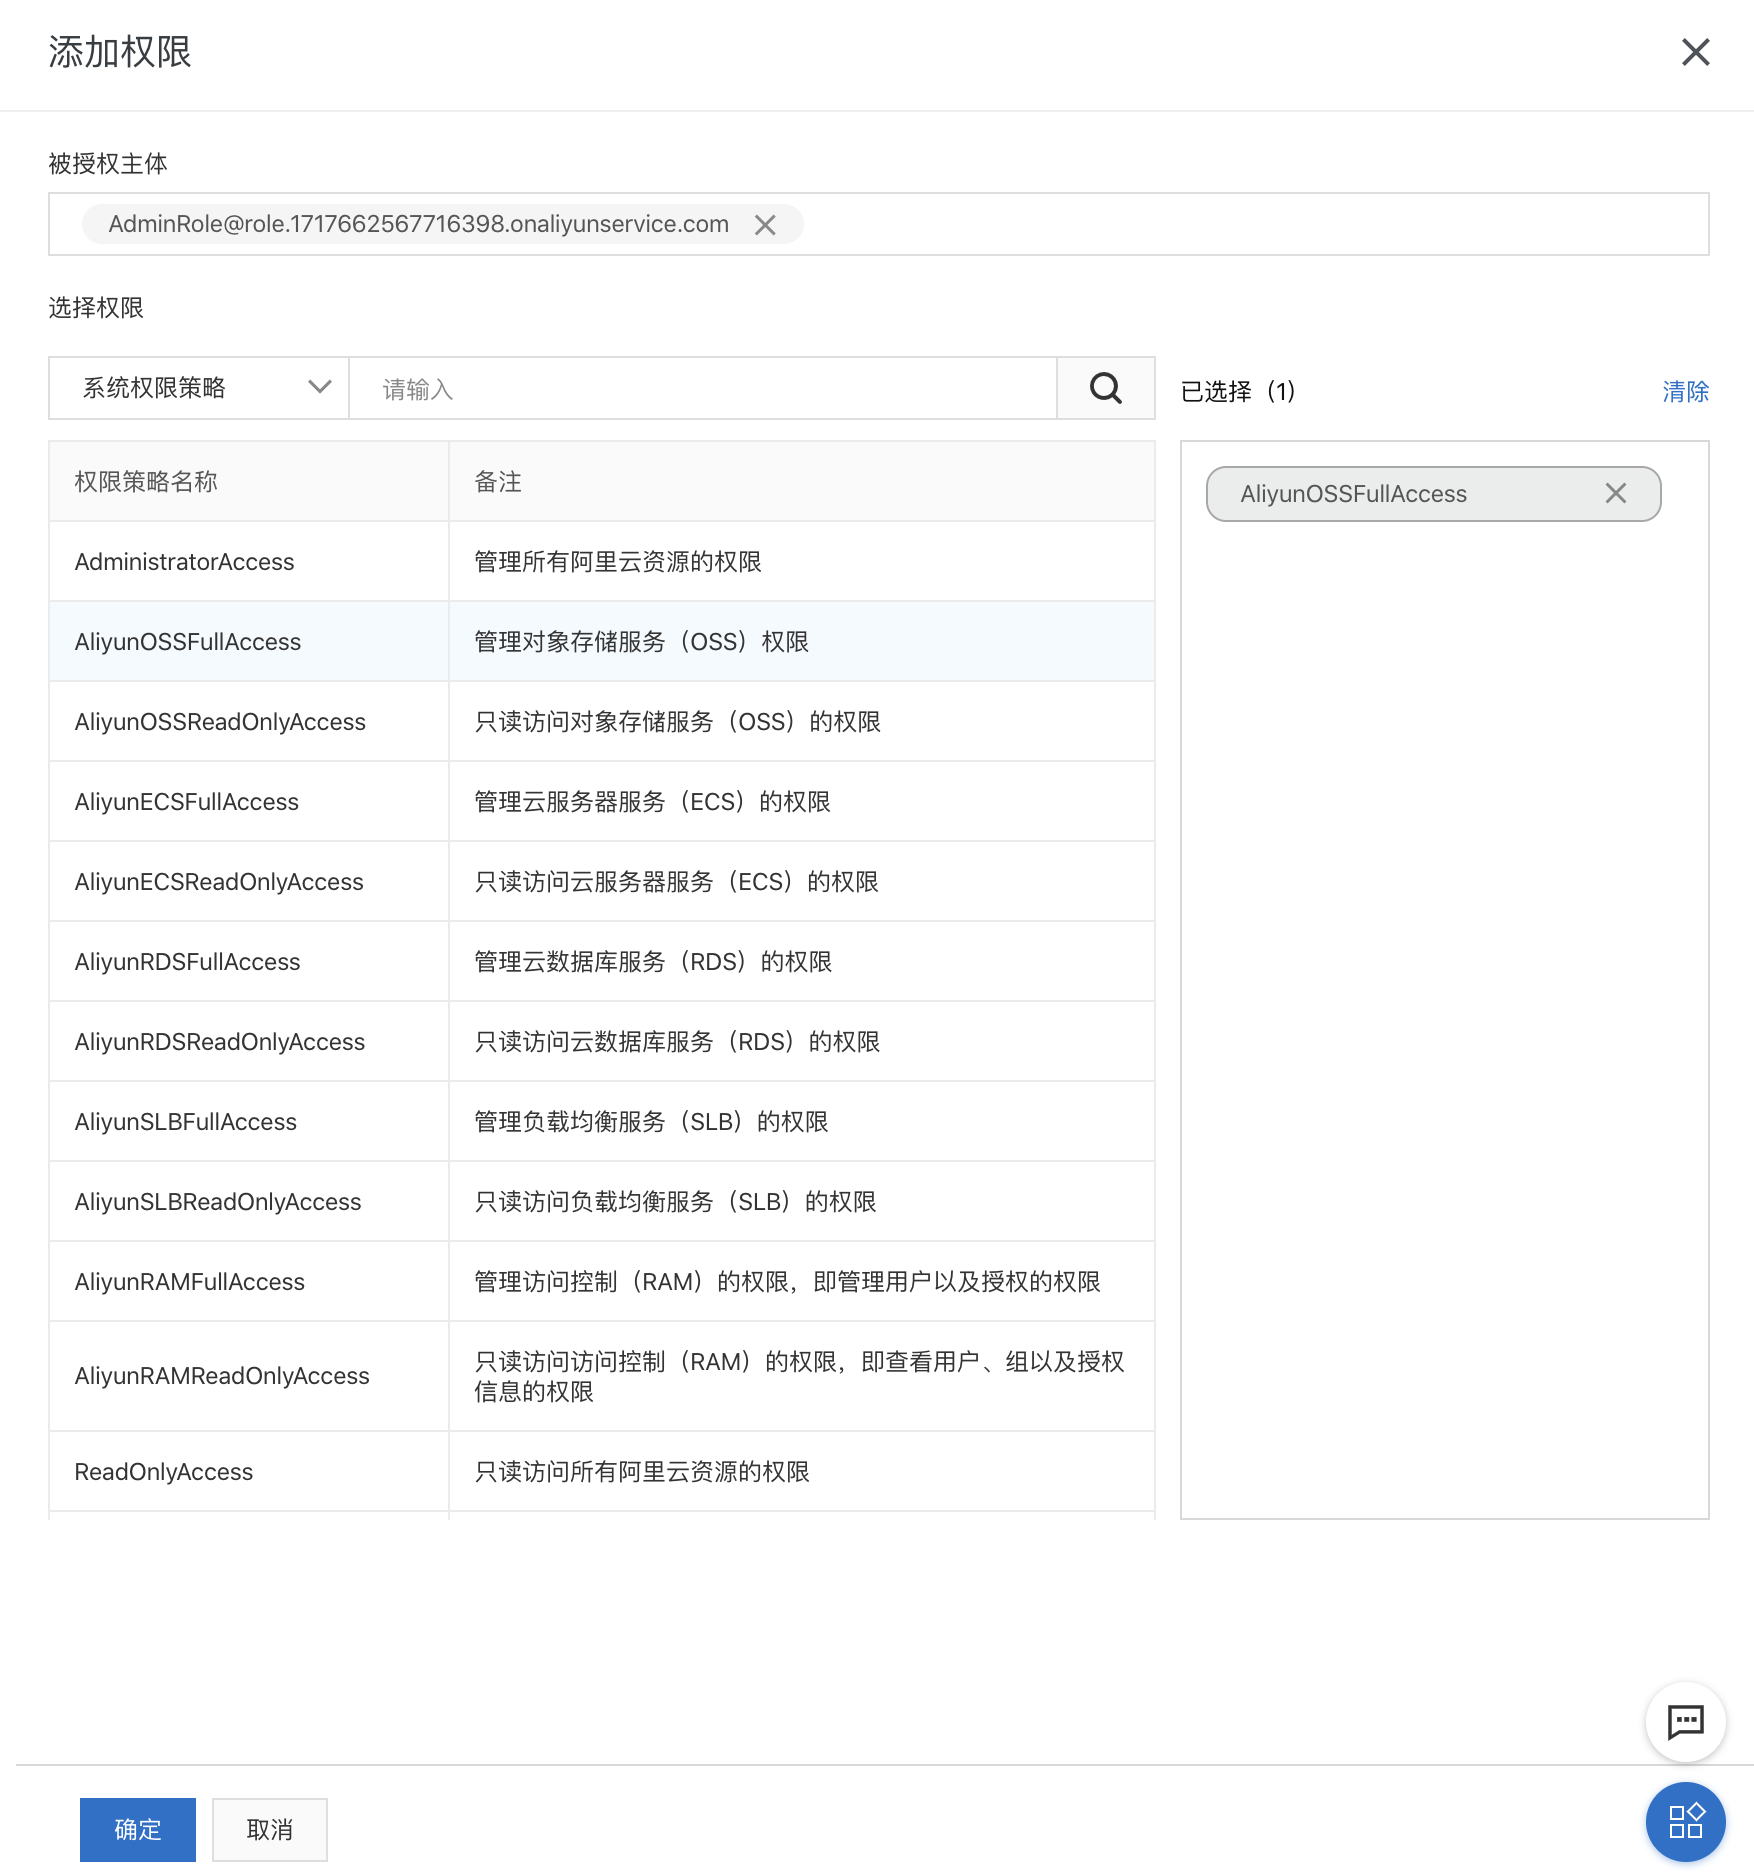 添加权限
被授权主体
AdminRole@role.1717662567716398.onaliyunservice.com
选择权限
系统权限策略
请输入
已选择（1）
清除
权限策略名称 备注
AdministratorAccess 管理所有阿里云资源的权限
AliyunOSSFullAccess 管理对象存储服务（OSS）权限
AliyunOSSReadOnlyAccess 只读访问对象存储服务（OSS）的权限
AliyunECSFullAccess 管理云服务器服务（ECS）的权限
AliyunECSReadOnlyAccess 只读访问云服务器服务（ECS）的权限
AliyunRDSFullAccess 管理云数据库服务（RDS）的权限
AliyunRDSReadOnlyAccess 只读访问云数据库服务（RDS）的权限
AliyunSLBFullAccess 管理负载均衡服务（SLB）的权限
AliyunSLBReadOnlyAccess 只读访问负载均衡服务（SLB）的权限
AliyunRAMFullAccess 管理访问控制（RAM）的权限，即管理用户以及授权的权限
AliyunRAMReadOnlyAccess 只读访问访问控制（RAM）的权限，即查看用户、组以及授权
信息的权限
ReadOnlyAccess 只读访问所有阿里云资源的权限
AliyunOSSFullAccess
确定
取消